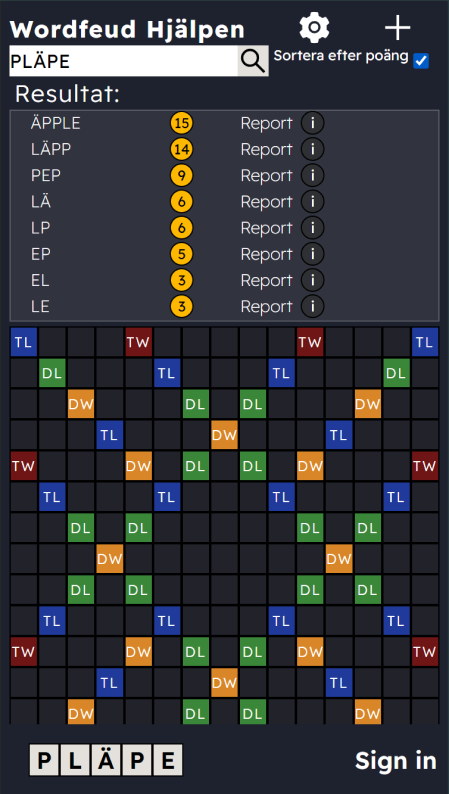 Wordfeud Hjälpen
PLÄPE
Sortera efter poäng
Resultat:
ÄPPLE 15 Report i
LÄPP 14 Report i
PEP 9 Report i
LÄ 6 Report i
LP 6 Report i
EP 5 Report i
EL 3 Report i
LE 3 Report i
TL TW TW TL
DL TL TL DL
DW DL DL DW
TL DW TL
TW DW DL DL DW TW
TL TL TL TL
DL DL DL DL
DW DW
DL DL DL DL
TL TL TL TL
TW DW DL DL DW TW
TL DW TL
DW DL DL DW
P L Ä P E
Sign in